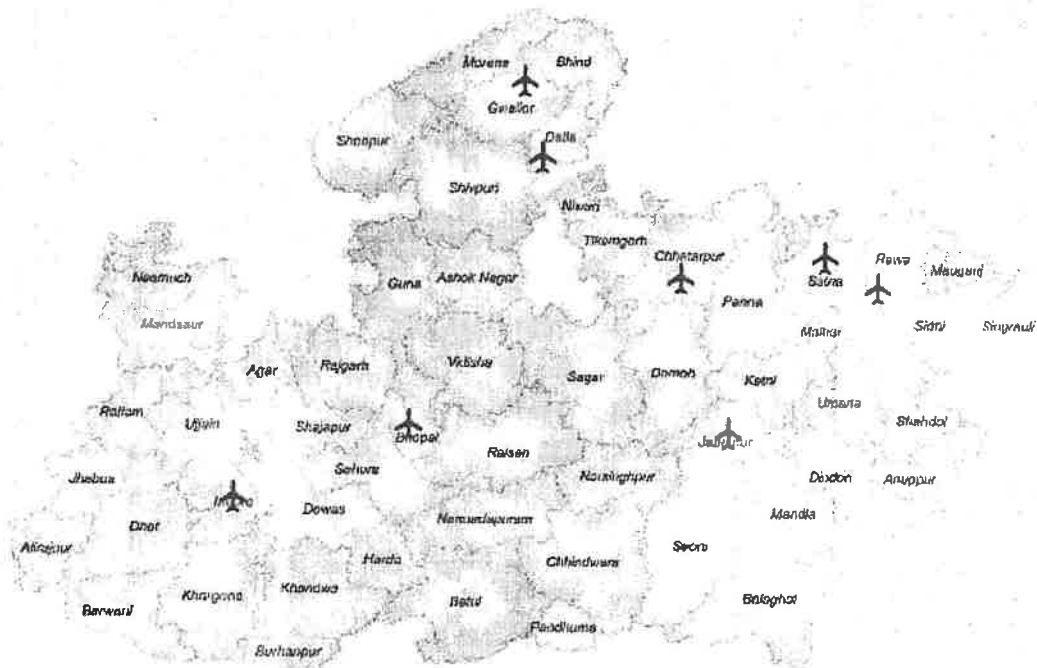 Morena
Bhind
Gwalior
Sheopur
Datia
Shivpuri
Niwari
Tikamgarh
Chhatarpur
Neemuch
Guna
Ashok Nagar
Panna
Satna
Rewa
Mauganj
Mandsaur
Maihar
Sidhi
Singrauli
Agar
Rajgarh
Vidisha
Sagar
Damoh
Katni
Umaria
Ratlam
Ujjain
Shajapur
Bhopal
Raisen
Jabalpur
Shahdol
Sehore
Narsinghpur
Jhabua
Indore
Dewas
Dindori
Anuppur
Dhar
Narmadapuram
Mandla
Alirajpur
Harda
Chhindwara
Seoni
Barwani
Khargone
Khandwa
Betul
Balaghat
Pandhurna
Burhanpur